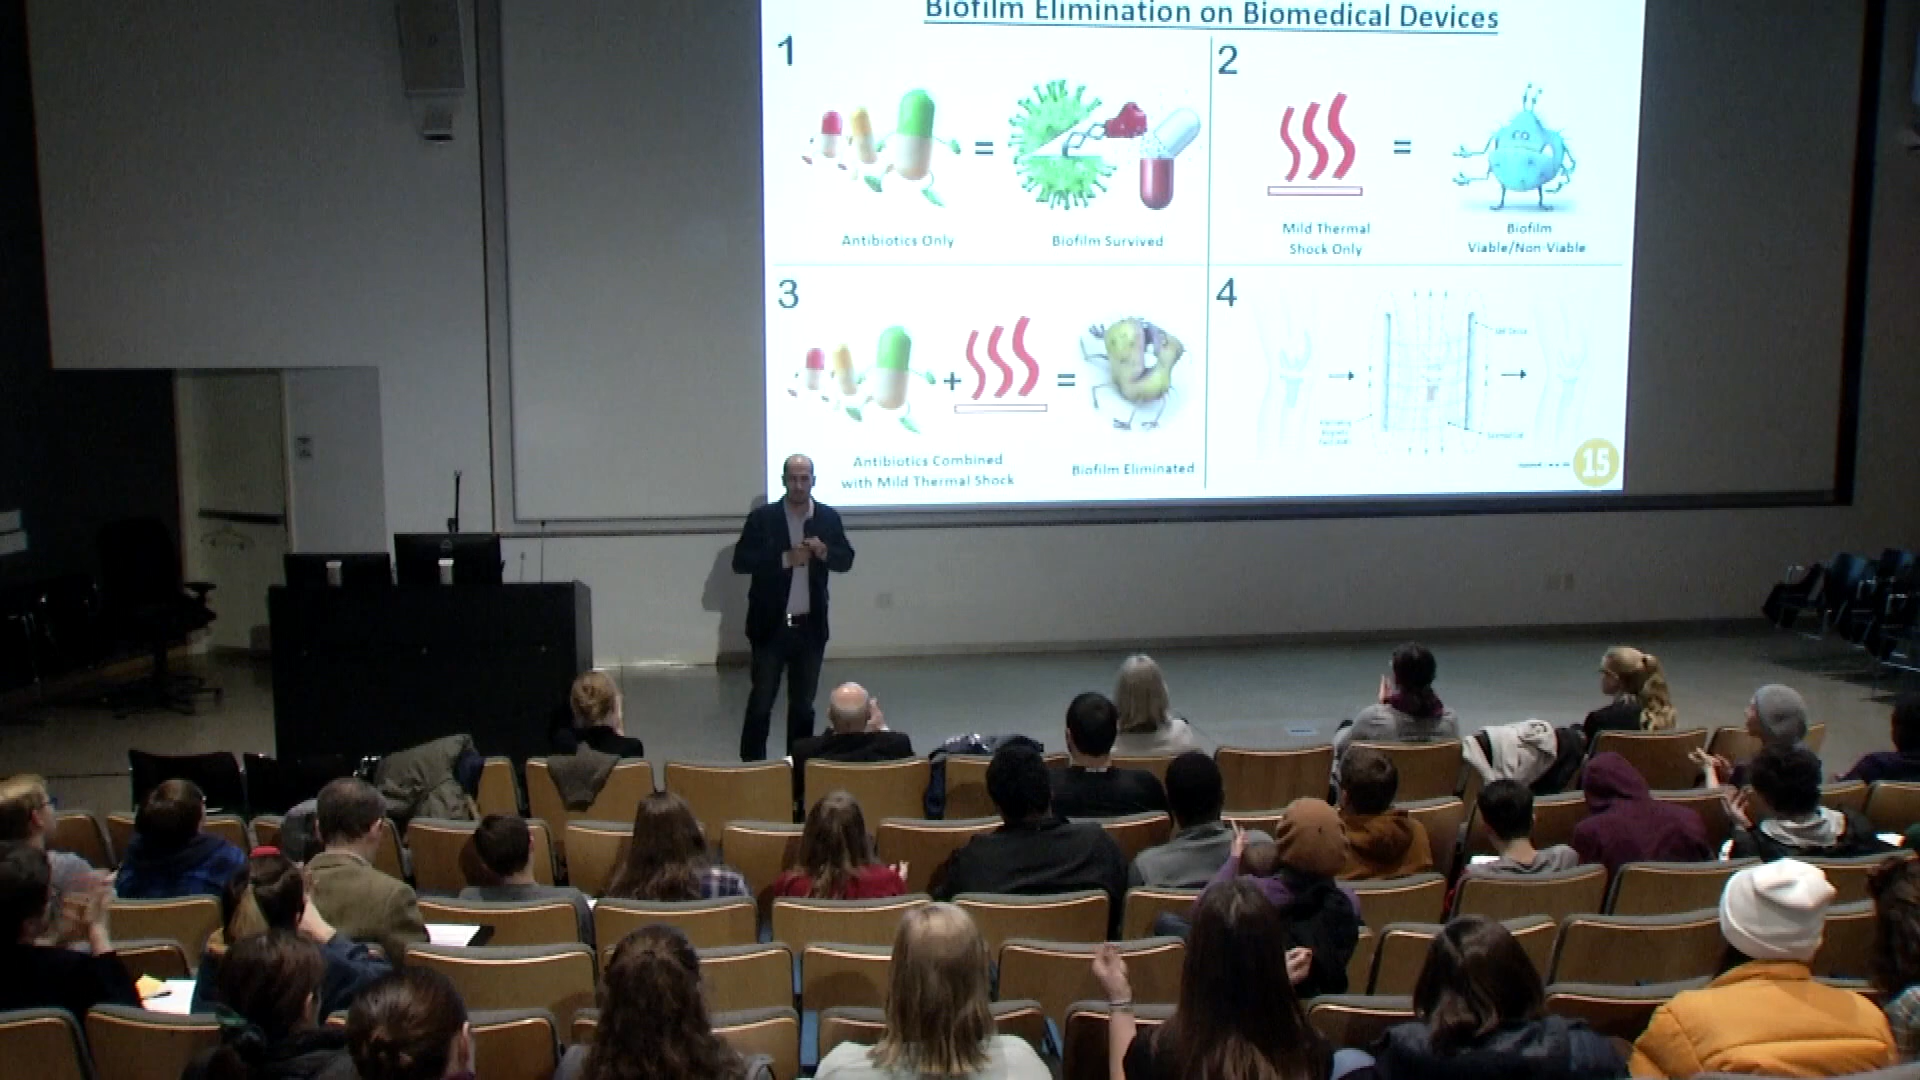 Biofilm Elimination on Biomedical Devices
1
=
Antibiotics Only
Biofilm Survived
2
=
Mild Thermal
Shock Only
Biofilm
Viable/Non-Viable
3
+
=
Antibiotics Combined
with Mild Thermal Shock
Biofilm Eliminated
4
15